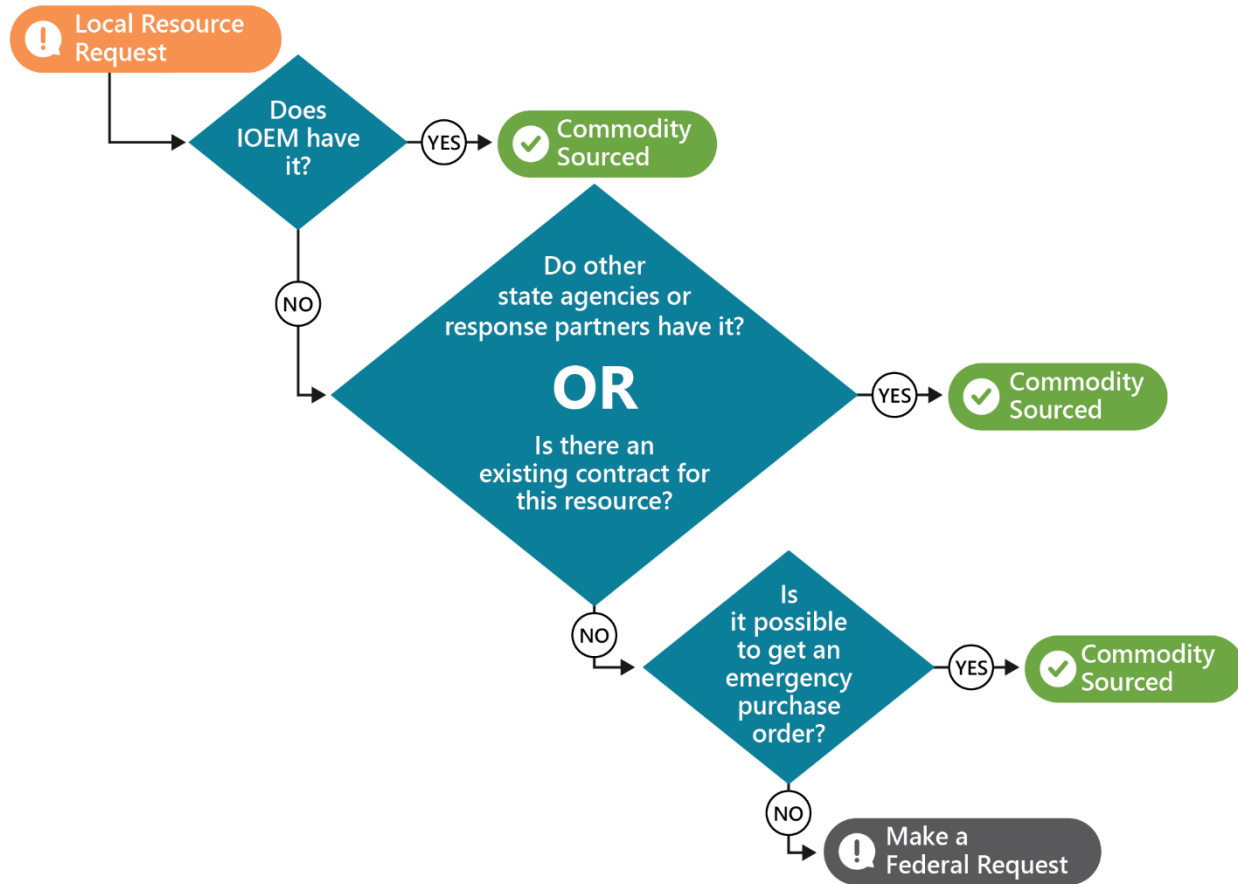 Local Resource
Request
Does
IOEM have
it?
YES
Commodity
Sourced
NO
Do other
state agencies or
response partners have it?
OR
Is there an
existing contract for
this resource?
YES
Commodity
Sourced
NO
Is
it possible
to get an
emergency
purchase
order?
YES
Commodity
Sourced
NO
Make a
Federal Request